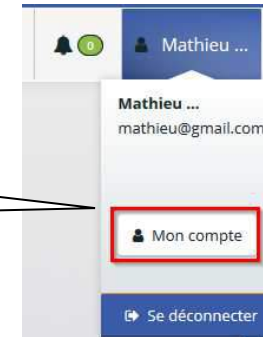 0 Mathieu ...
Mathieu ...
mathieu@gmail.com
Mon compte
Se déconnecter